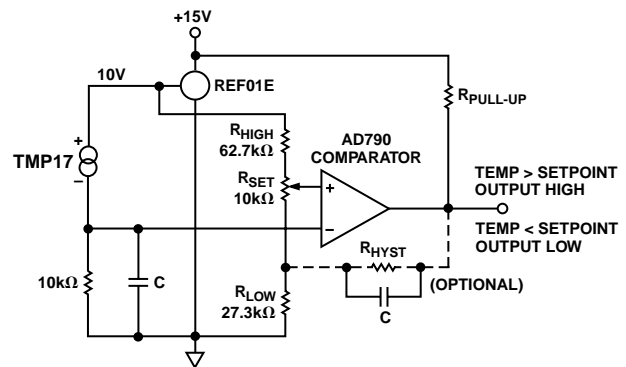 +15V
10V
REF01E
RPULL-UP
RHIGH
62.7kΩ
AD790
COMPARATOR
TMP17
+
–
RSET
10kΩ
+
–
TEMP > SETPOINT
OUTPUT HIGH
TEMP < SETPOINT
OUTPUT LOW
RHYST
(OPTIONAL)
C
10kΩ
C
RLOW
27.3kΩ